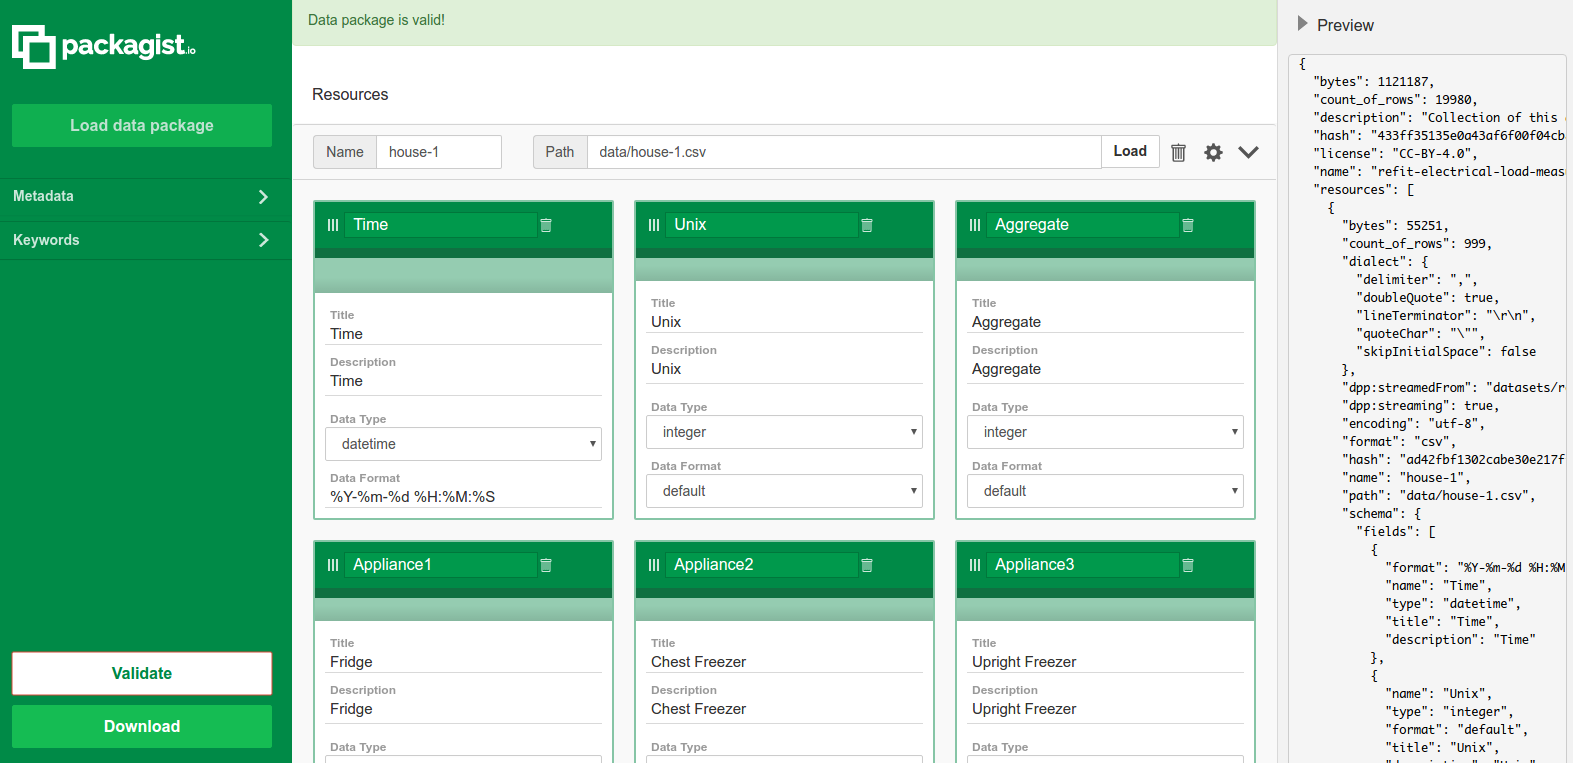 packagist.io
Load data package
Metadata
Keywords
Validate
Download
Data package is valid!
Resources
Name house-1 Path data/house-1.csv Load
Time Unix Aggregate
Title
Time
Description
Time
Data Type
datetime
Data Format
%Y-%m-%d %H:%M:%S
Title
Unix
Description
Unix
Data Type
integer
Data Format
default
Title
Aggregate
Description
Aggregate
Data Type
integer
Data Format
default
Appliance1 Appliance2 Appliance3
Title
Fridge
Description
Fridge
Data Type
Title
Chest Freezer
Description
Chest Freezer
Data Type
Title
Upright Freezer
Description
Upright Freezer
Data Type
Preview
{
"bytes": 1121187,
"count_of_rows": 19980,
"description": "Collection of this
"hash": "433ff35135e0a43af6f00f04cb
"license": "CC-BY-4.0",
"name": "refit-electrical-load-meas
"resources": [
{
"bytes": 55251,
"count_of_rows": 999,
"dialect": {
"delimiter": ",",
"doubleQuote": true,
"lineTerminator": "\r\n",
"quoteChar": "\"",
"skipInitialSpace": false
},
"dpp:streamedFrom": "datasets/r
"dpp:streaming": true,
"encoding": "utf-8",
"format": "csv",
"hash": "ad42fbf1302cabe30e217f
"name": "house-1",
"path": "data/house-1.csv",
"schema": {
"fields": [
{
"format": "%Y-%m-%d %H:%M
"name": "Time",
"type": "datetime",
"title": "Time",
"description": "Time"
},
{
"name": "Unix",
"type": "integer",
"format": "default",
"title": "Unix",